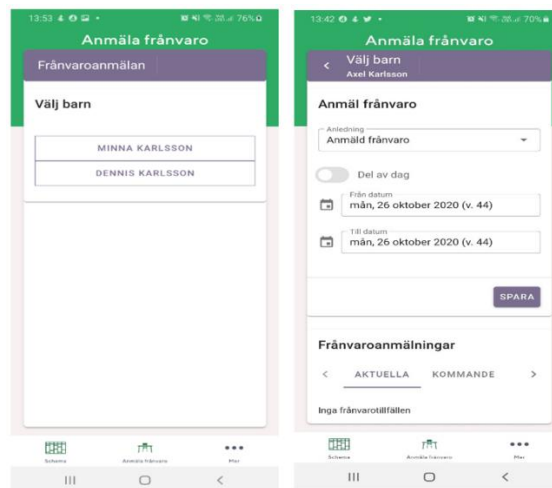 13:53
76%
Anmäla frånvaro
Frånvaroanmälan
Välj barn
MINNA KARLSSON
DENNIS KARLSSON
Schema
Anmäla frånvaro
Mer
13:42
70%
Anmäla frånvaro
Välj barn
Axel Karlsson
Anmäl frånvaro
Anledning
Anmäld frånvaro
Del av dag
Från datum
mån, 26 oktober 2020 (v. 44)
Till datum
mån, 26 oktober 2020 (v. 44)
SPARA
Frånvaroanmälningar
AKTUELLA KOMMANDE
Inga frånvarotillfällen
Schema
Anmäla frånvaro
Mer